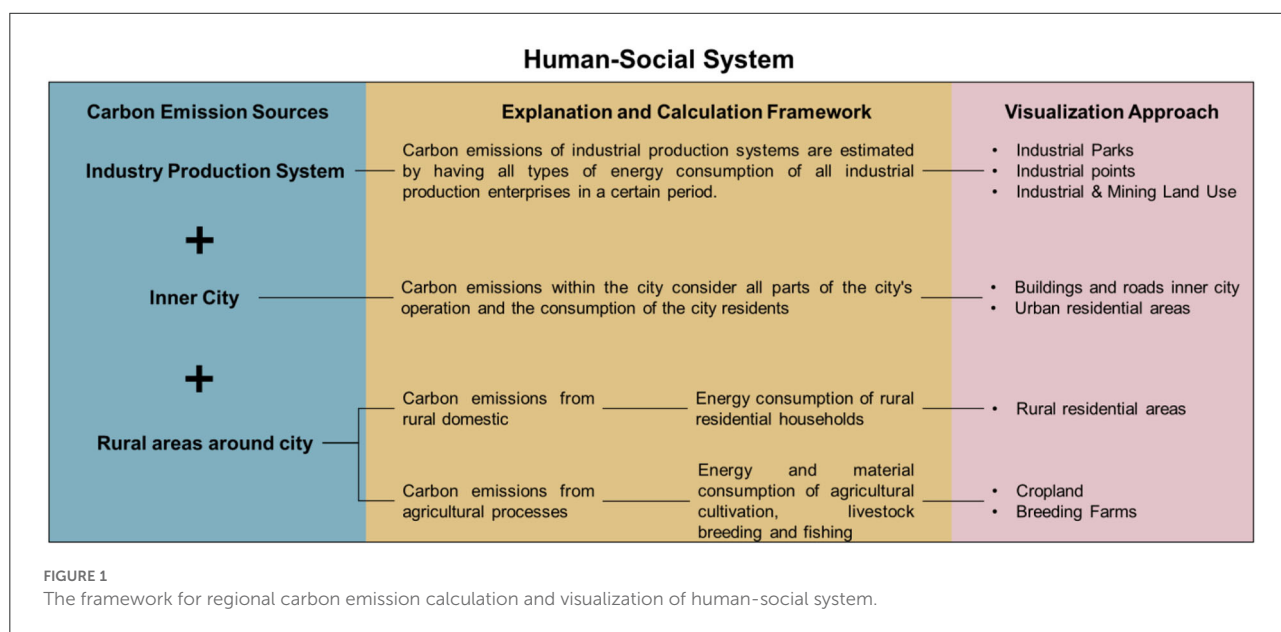 Human-Social System
Carbon Emission Sources
Explanation and Calculation Framework
Visualization Approach
Industry Production System
Carbon emissions of industrial production systems are estimated
by having all types of energy consumption of all industrial
production enterprises in a certain period.
• Industrial Parks
• Industrial points
• Industrial & Mining Land Use
+
Inner City
Carbon emissions within the city consider all parts of the city's
operation and the consumption of the city residents
• Buildings and roads inner city
• Urban residential areas
+
Rural areas around city
Carbon emissions from
rural domestic
Energy consumption of rural
residential households
• Rural residential areas
Carbon emissions from
agricultural processes
Energy and material
consumption of agricultural
cultivation, livestock
breeding and fishing
• Cropland
• Breeding Farms
FIGURE 1
The framework for regional carbon emission calculation and visualization of human-social system.